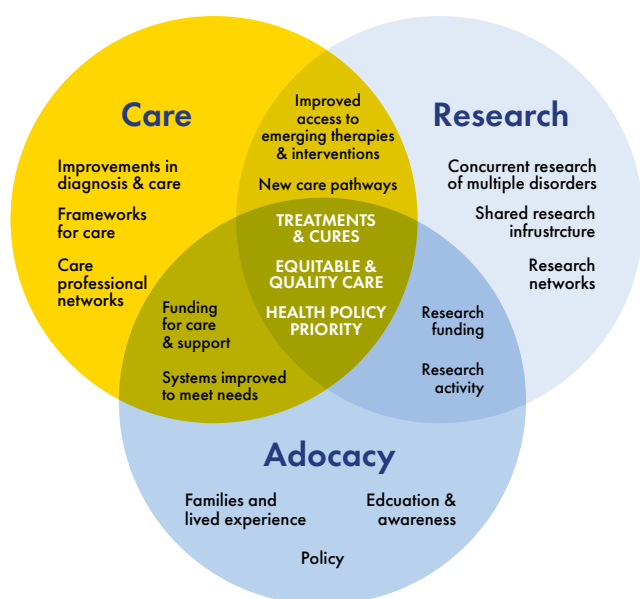 Care
Improvements in
diagnosis & care
Frameworks
for care
Care
professional
networks
Improved
access to
emerging therapies
& interventions
New care pathways
Research
Concurrent research
of multiple disorders
Shared research
infrustrcture
Research
networks
TREATMENTS
& CURES
EQUITABLE &
QUALITY CARE
HEALTH POLICY
PRIORITY
Funding
for care
& support
Systems improved
to meet needs
Research
funding
Research
activity
Adocacy
Families and
lived experience
Edcuation &
awareness
Policy